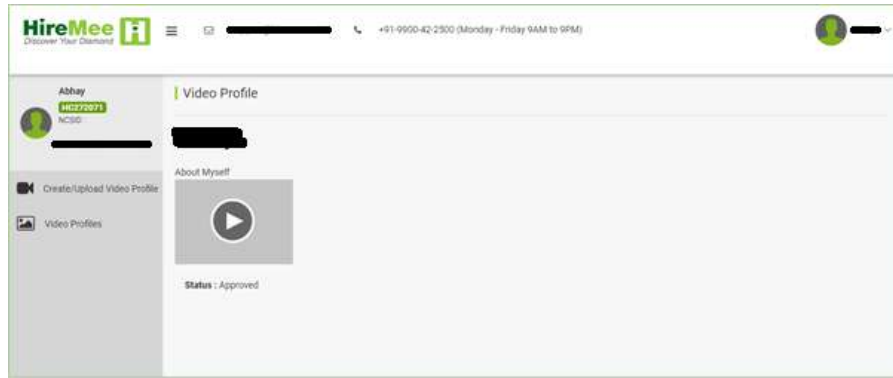 HireMee
Discover Your Diamond
+91-9900-42-2500 (Monday - Friday 9AM to 9PM)
Abhay
HC272071
NCSID
Create/Upload Video Profile
Video Profiles
Video Profile
About Myself
Status : Approved